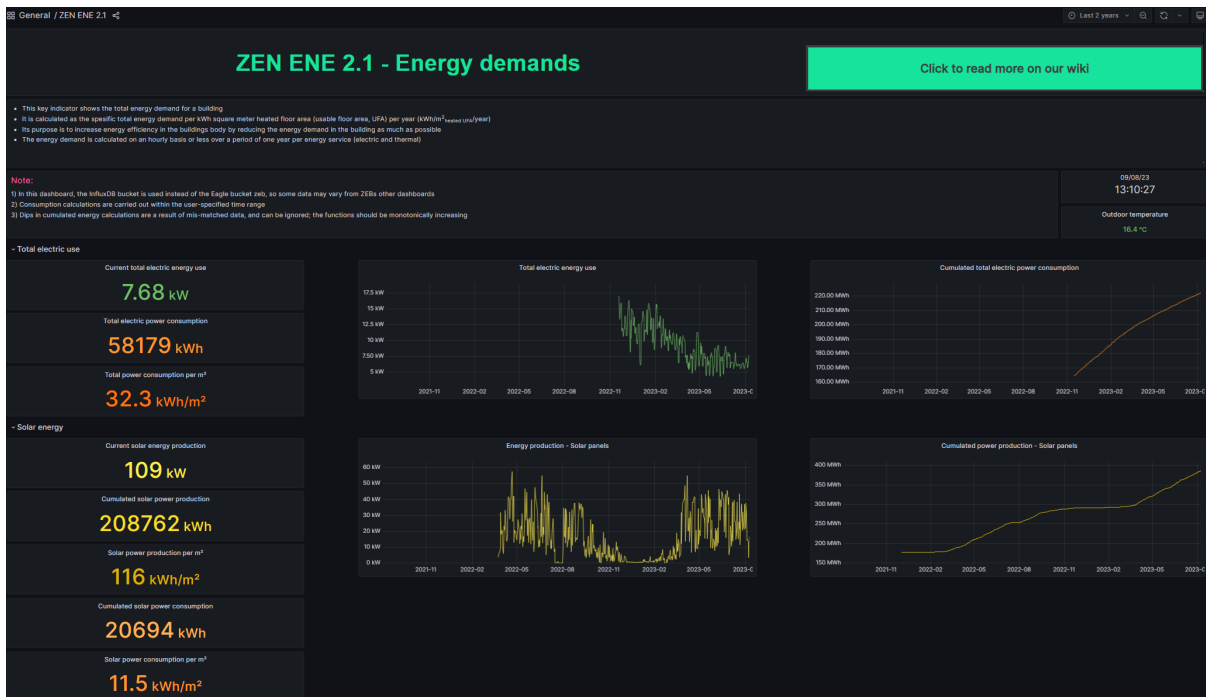 General / ZEN ENE 2.1
Last 2 years
ZEN ENE 2.1 - Energy demands
Click to read more on our wiki
This key indicator shows the total energy demand for a building
It is calculated as the spesific total energy demand per kWh square meter heated floor area (usable floor area, UFA) per year (kWh/m²heated UFA/year)
Its purpose is to increase energy efficiency in the buildings body by reducing the energy demand in the building as much as possible
The energy demand is calculated on an hourly basis or less over a period of one year per energy service (electric and thermal)
Note:
1) In this dashboard, the InfluxDB bucket is used instead of the Eagle bucket zeb, so some data may vary from ZEBs other dashboards
2) Consumption calculations are carried out within the user-specified time range
3) Dips in cumulated energy calculations are a result of mis-matched data, and can be ignored; the functions should be monotonically increasing
09/08/23
13:10:27
Outdoor temperature
16.4 °C
~ Total electric use
Current total electric energy use
7.68 kW
Total electric power consumption
58179 kWh
Total power consumption per m²
32.3 kWh/m²
Total electric energy use
17.5 kW
15 kW
12.5 kW
10 kW
7.50 kW
5 kW
2021-11 2022-02 2022-05 2022-08 2022-11 2023-02 2023-05 2023-0
Cumulated total electric power consumption
220.00 MWh
210.00 MWh
200.00 MWh
190.00 MWh
180.00 MWh
170.00 MWh
160.00 MWh
2021-11 2022-02 2022-05 2022-08 2022-11 2023-02 2023-05 2023-0
~ Solar energy
Current solar energy production
109 kW
Cumulated solar power production
208762 kWh
Solar power production per m²
116 kWh/m²
Cumulated solar power consumption
20694 kWh
Solar power consumption per m²
11.5 kWh/m²
Energy production - Solar panels
60 kW
50 kW
40 kW
30 kW
20 kW
10 kW
0 kW
2021-11 2022-02 2022-05 2022-08 2022-11 2023-02 2023-05 2023-0
Cumulated power production - Solar panels
400 MWh
350 MWh
300 MWh
250 MWh
200 MWh
150 MWh
2021-11 2022-02 2022-05 2022-08 2022-11 2023-02 2023-05 2023-0